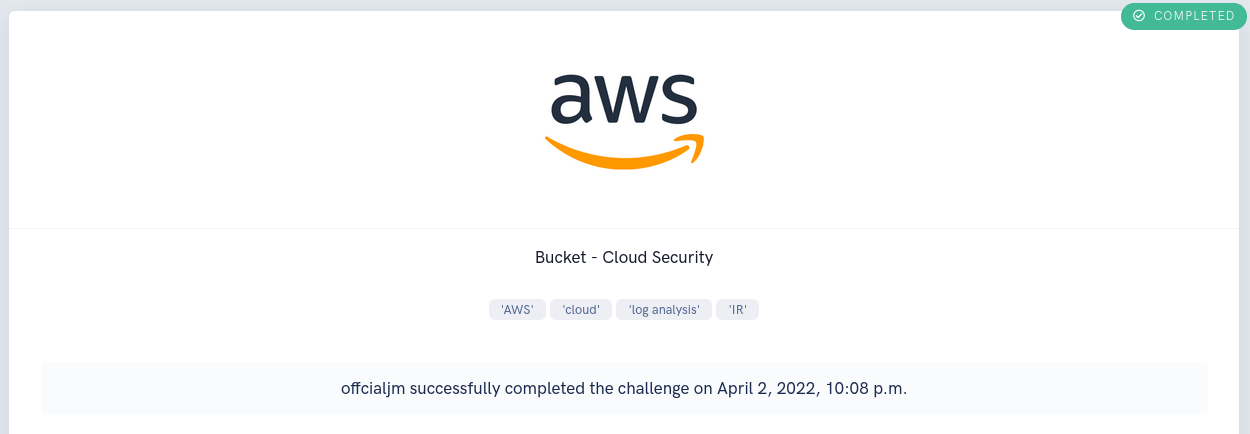 COMPLETED
aws
Bucket - Cloud Security
'AWS' 'cloud' 'log analysis' 'IR'
offcialjm successfully completed the challenge on April 2, 2022, 10:08 p.m.